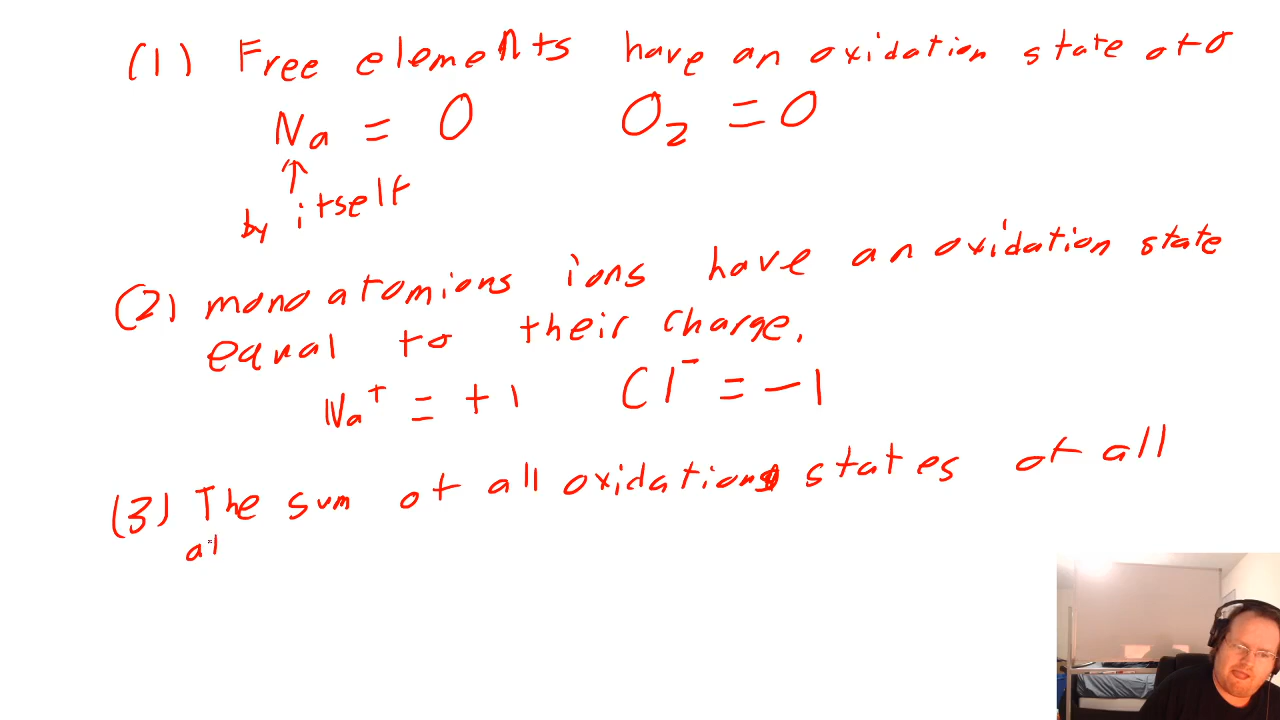 (1) Free elements have an oxidation state of 0
Na = 0 O₂ = 0
↑
by itself
(2) monoatomions ions have an oxidation state
equal to their charge.
Na⁺ = +1 Cl⁻ = -1
(3) The sum of all oxidations states of all
at